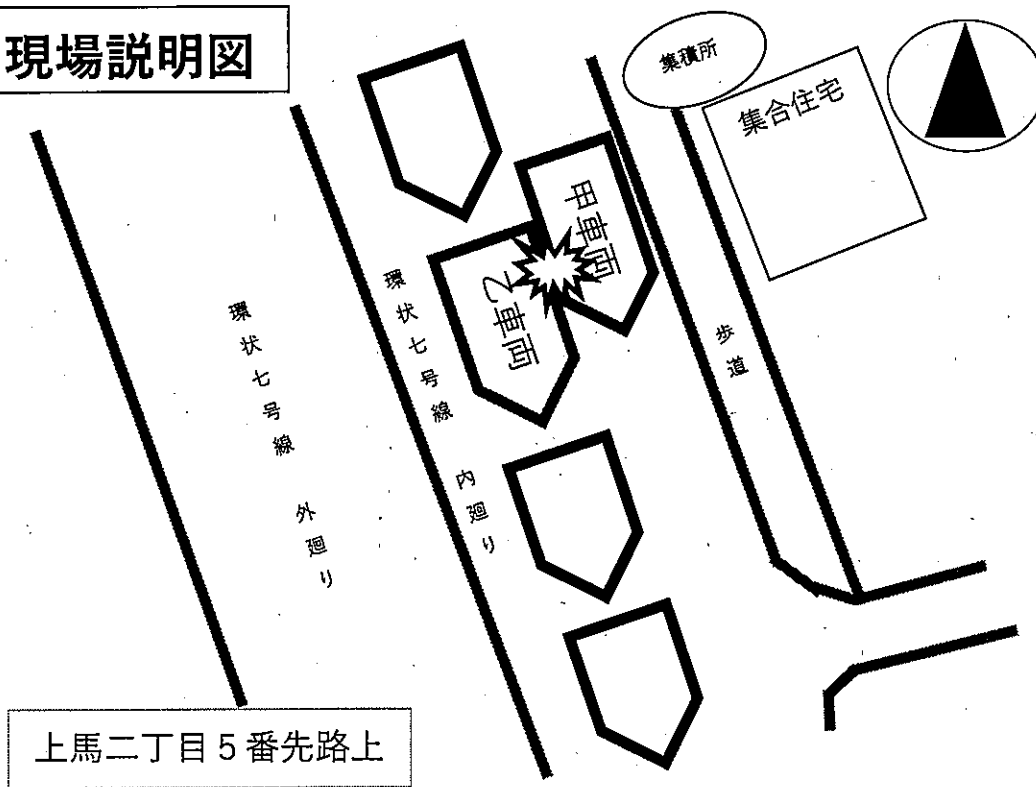 現場説明図
集積所
集合住宅
甲車両
乙車両
環状七号線 内廻り
環状七号線 外廻り
歩道
上馬二丁目5番先路上